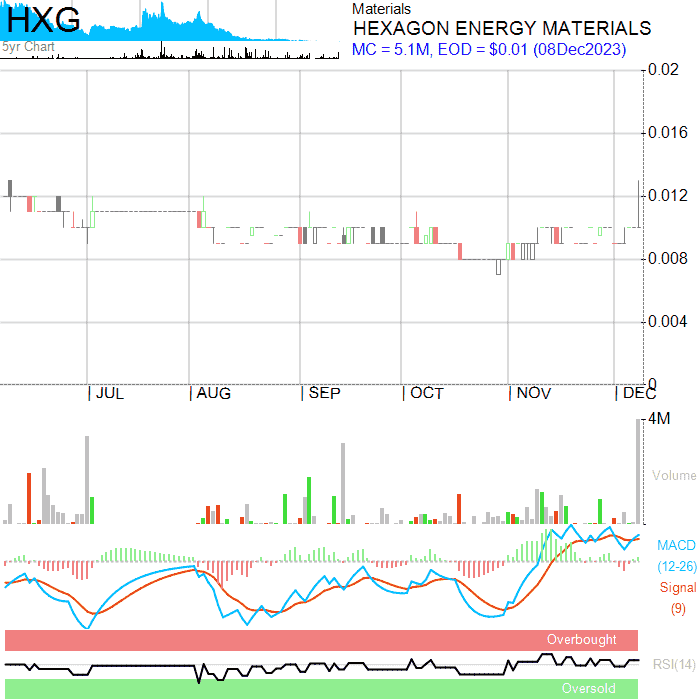 HXG
5yr Chart
Materials
HEXAGON ENERGY MATERIALS
MC = 5.1M, EOD = $0.01 (08Dec2023)
0.02
0.016
0.012
0.008
0.004
0
JUL AUG SEP OCT NOV DEC
4M
Volume
MACD
(12-26)
Signal
(9)
Overbought
RSI(14)
Oversold